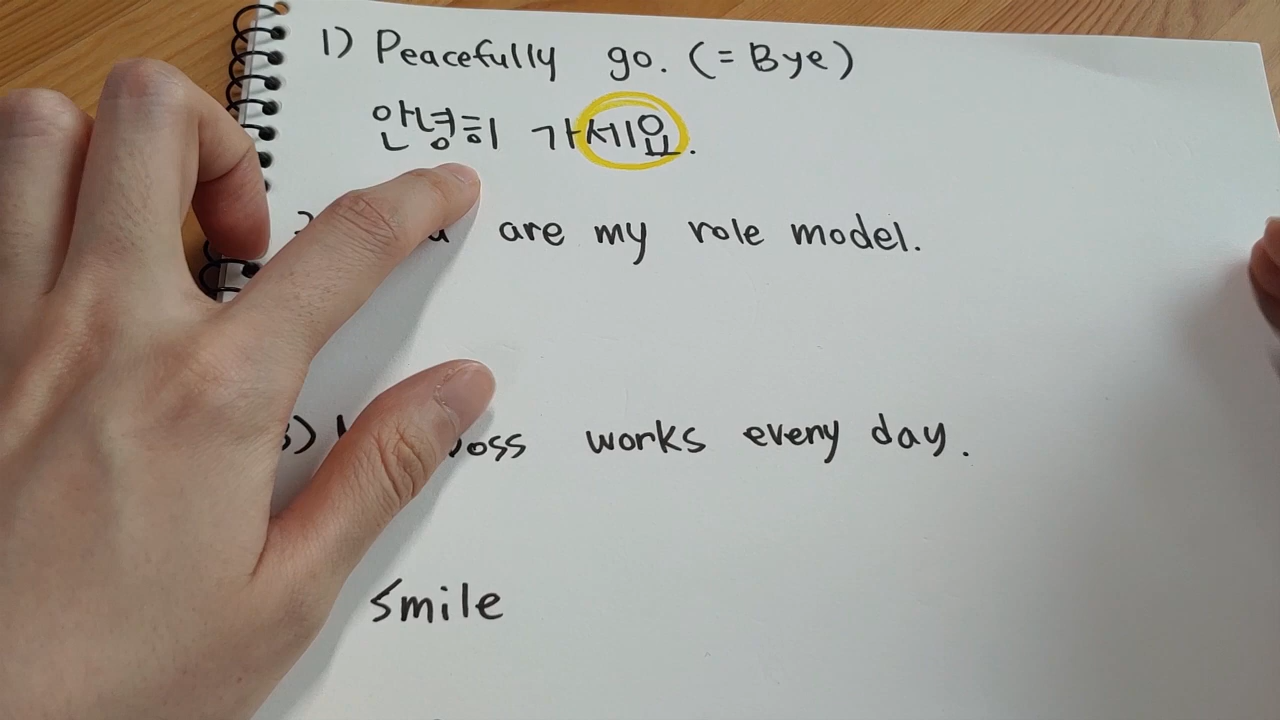 1) Peacefully go. (= Bye)
안녕히 가세요.
are my role model.
works every day.
Smile